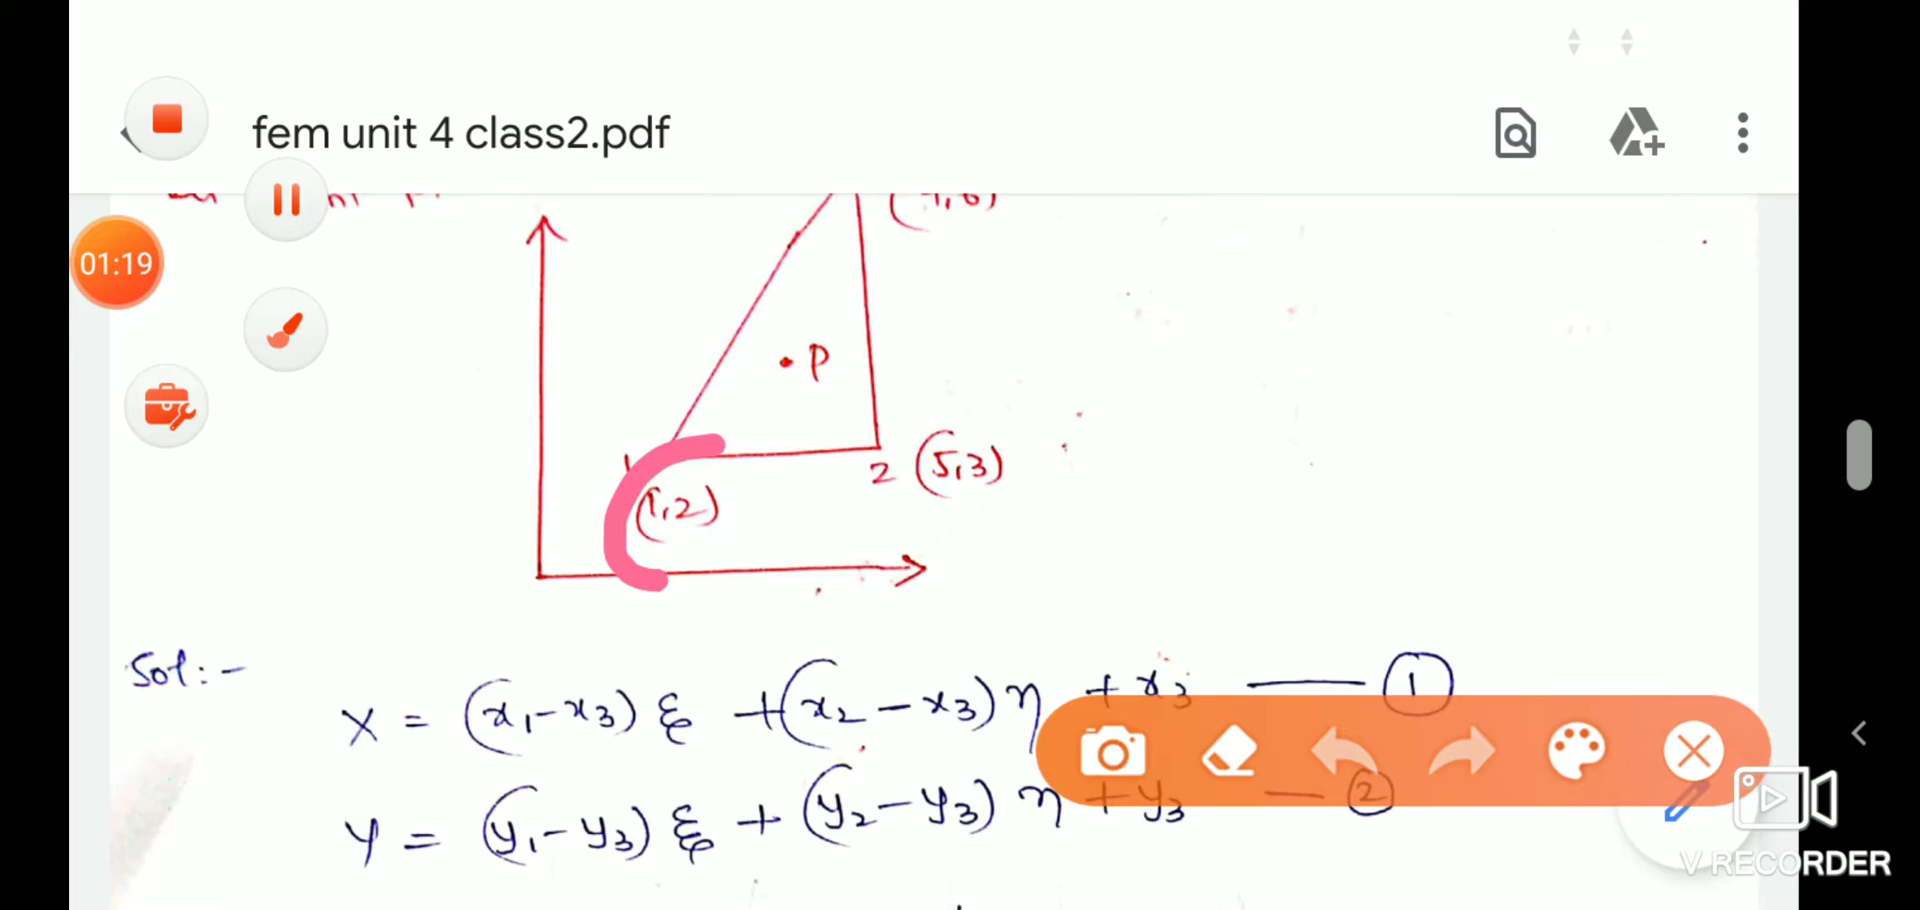 fem unit 4 class2.pdf
01:19
P
2 (5,3)
1
(1,2)
Sol:-
X = (x₁-x₃) ξ + (x₂-x₃) η + x₃ — ①
Y = (y₁-y₃) ξ + (y₂-y₃) η + y₃ — ②
V RECORDER